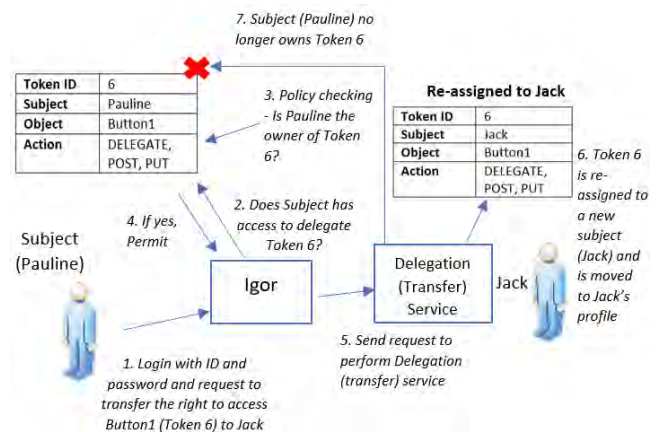 7. Subject (Pauline) no
longer owns Token 6
Token ID 6
Subject Pauline
Object Button1
Action DELEGATE,
POST, PUT
3. Policy checking
- Is Pauline the
owner of Token
6?
Re-assigned to Jack
Token ID 6
Subject Jack
Object Button1
Action DELEGATE,
POST, PUT
6. Token 6
is re-
assigned to
a new
subject
(Jack) and
is moved
to Jack's
profile
4. If yes,
Permit
2. Does Subject has
access to delegate
Token 6?
Subject
(Pauline)
Igor
Delegation
(Transfer)
Service
Jack
5. Send request to
perform Delegation
(transfer) service
1. Login with ID and
password and request to
transfer the right to access
Button1 (Token 6) to Jack